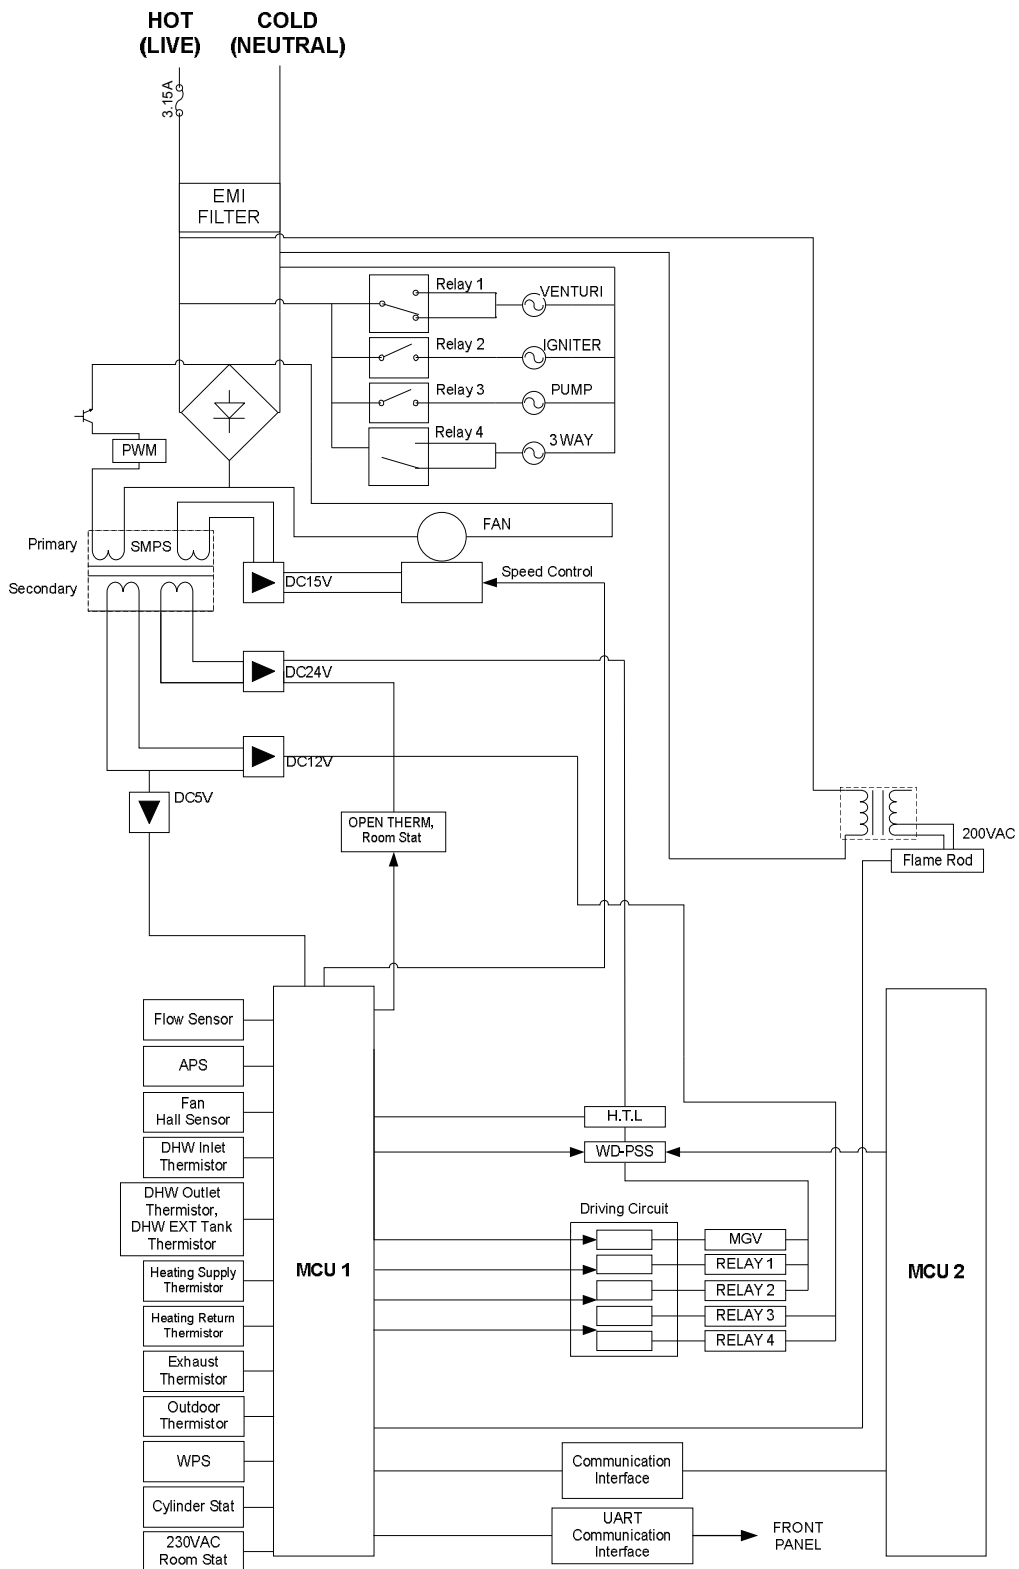 HOT
(LIVE)
COLD
(NEUTRAL)
3.15A
EMI
FILTER
Relay 1
VENTURI
Relay 2
IGNITER
Relay 3
PUMP
Relay 4
3 WAY
PWM
FAN
Primary
SMPS
Secondary
DC15V
Speed Control
DC24V
DC12V
DC5V
OPEN THERM,
Room Stat
200VAC
Flame Rod
Flow Sensor
APS
Fan
Hall Sensor
DHW Inlet
Thermistor
DHW Outlet
Thermistor,
DHW EXT Tank
Thermistor
Heating Supply
Thermistor
Heating Return
Thermistor
Exhaust
Thermistor
Outdoor
Thermistor
WPS
Cylinder Stat
230VAC
Room Stat
MCU 1
H.T.L
WD-PSS
Driving Circuit
MGV
RELAY 1
RELAY 2
RELAY 3
RELAY 4
MCU 2
Communication
Interface
UART
Communication
Interface
FRONT
PANEL